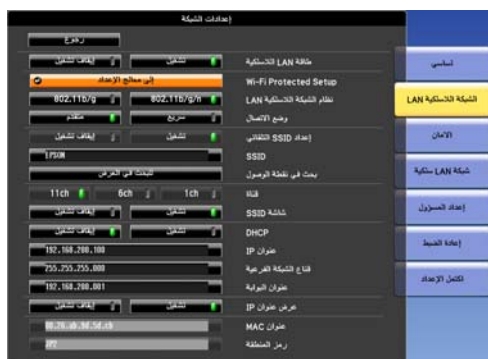 إعدادات الشبكة
رجوع
طاقة LAN اللاسلكية تشغيل إيقاف تشغيل
Wi-Fi Protected Setup إلى معالج الإعداد
نظام الشبكة اللاسلكية LAN 802.11b/g/n 802.11b/g
وضع الاتصال سريع متقدم
إعداد SSID التلقائي تشغيل إيقاف تشغيل
SSID EPSON
بحث في نقطة الوصول للبحث في العرض
قناة 1ch 6ch 11ch
شاشة SSID تشغيل إيقاف تشغيل
DHCP تشغيل إيقاف تشغيل
عنوان IP 192.168.200.100
قناع الشبكة الفرعية 255.255.255.000
عنوان البوابة 192.168.200.001
عرض عنوان IP تشغيل إيقاف تشغيل
عنوان MAC
رمز المنطقة
أساسي
الشبكة اللاسلكية LAN
الأمان
شبكة LAN سلكية
إعداد المسؤول
إعادة الضبط
اكتمل الإعداد